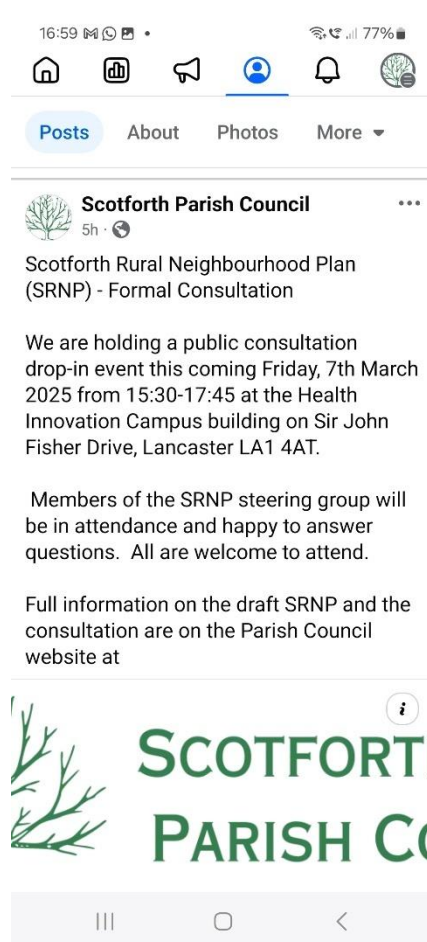 16:59
77%
Posts About Photos More
Scotforth Parish Council
5h
Scotforth Rural Neighbourhood Plan
(SRNP) - Formal Consultation
We are holding a public consultation
drop-in event this coming Friday, 7th March
2025 from 15:30-17:45 at the Health
Innovation Campus building on Sir John
Fisher Drive, Lancaster LA1 4AT.
Members of the SRNP steering group will
be in attendance and happy to answer
questions.  All are welcome to attend.
Full information on the draft SRNP and the
consultation are on the Parish Council
website at
SCOTFORT
PARISH CO